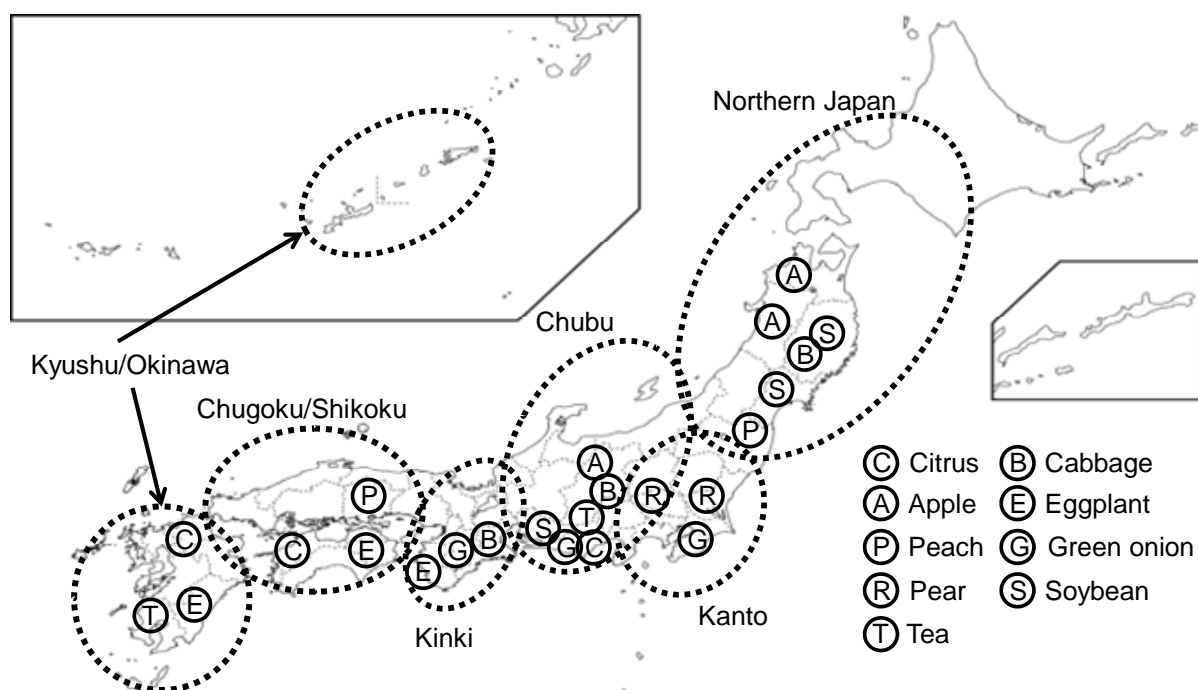 Northern Japan
Chubu
Kyushu/Okinawa
Chugoku/Shikoku
A
A
S
B
S
P
A
B
R
R
P
T
S
G
C
G
C
C
E
E
G
B
T
E
Kinki
Kanto
C Citrus
B Cabbage
A Apple
E Eggplant
P Peach
G Green onion
R Pear
S Soybean
T Tea